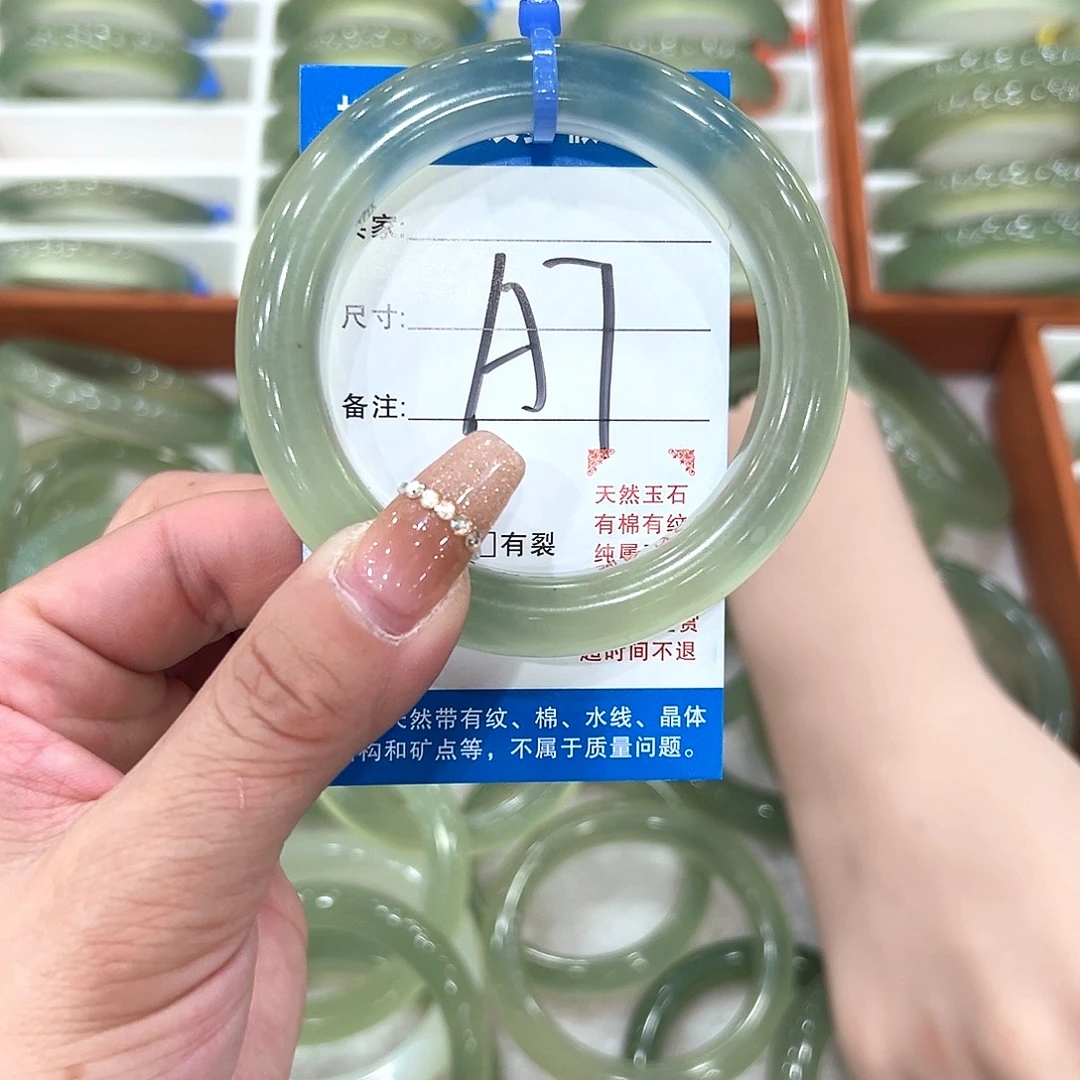 家:
尺寸:
A7
备注:
□有裂
天然玉石
有棉有纹
纯属
超时间不退
天然带有纹、棉、水线、晶体
构和矿点等，不属于质量问题。